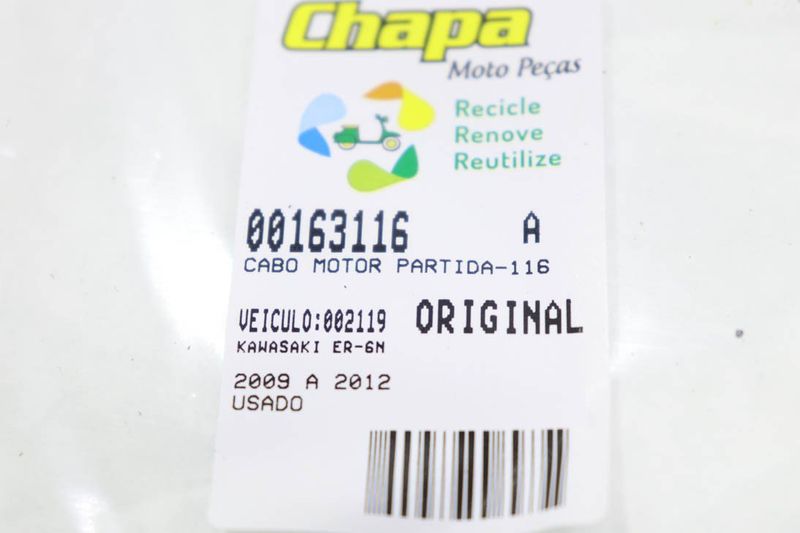 Chapa
Moto Peças
Recicle
Renove
Reutilize
00163116 A
CABO MOTOR PARTIDA-116
VEICULO:002119 ORIGINAL
KAWASAKI ER-6N
2009 A 2012
USADO